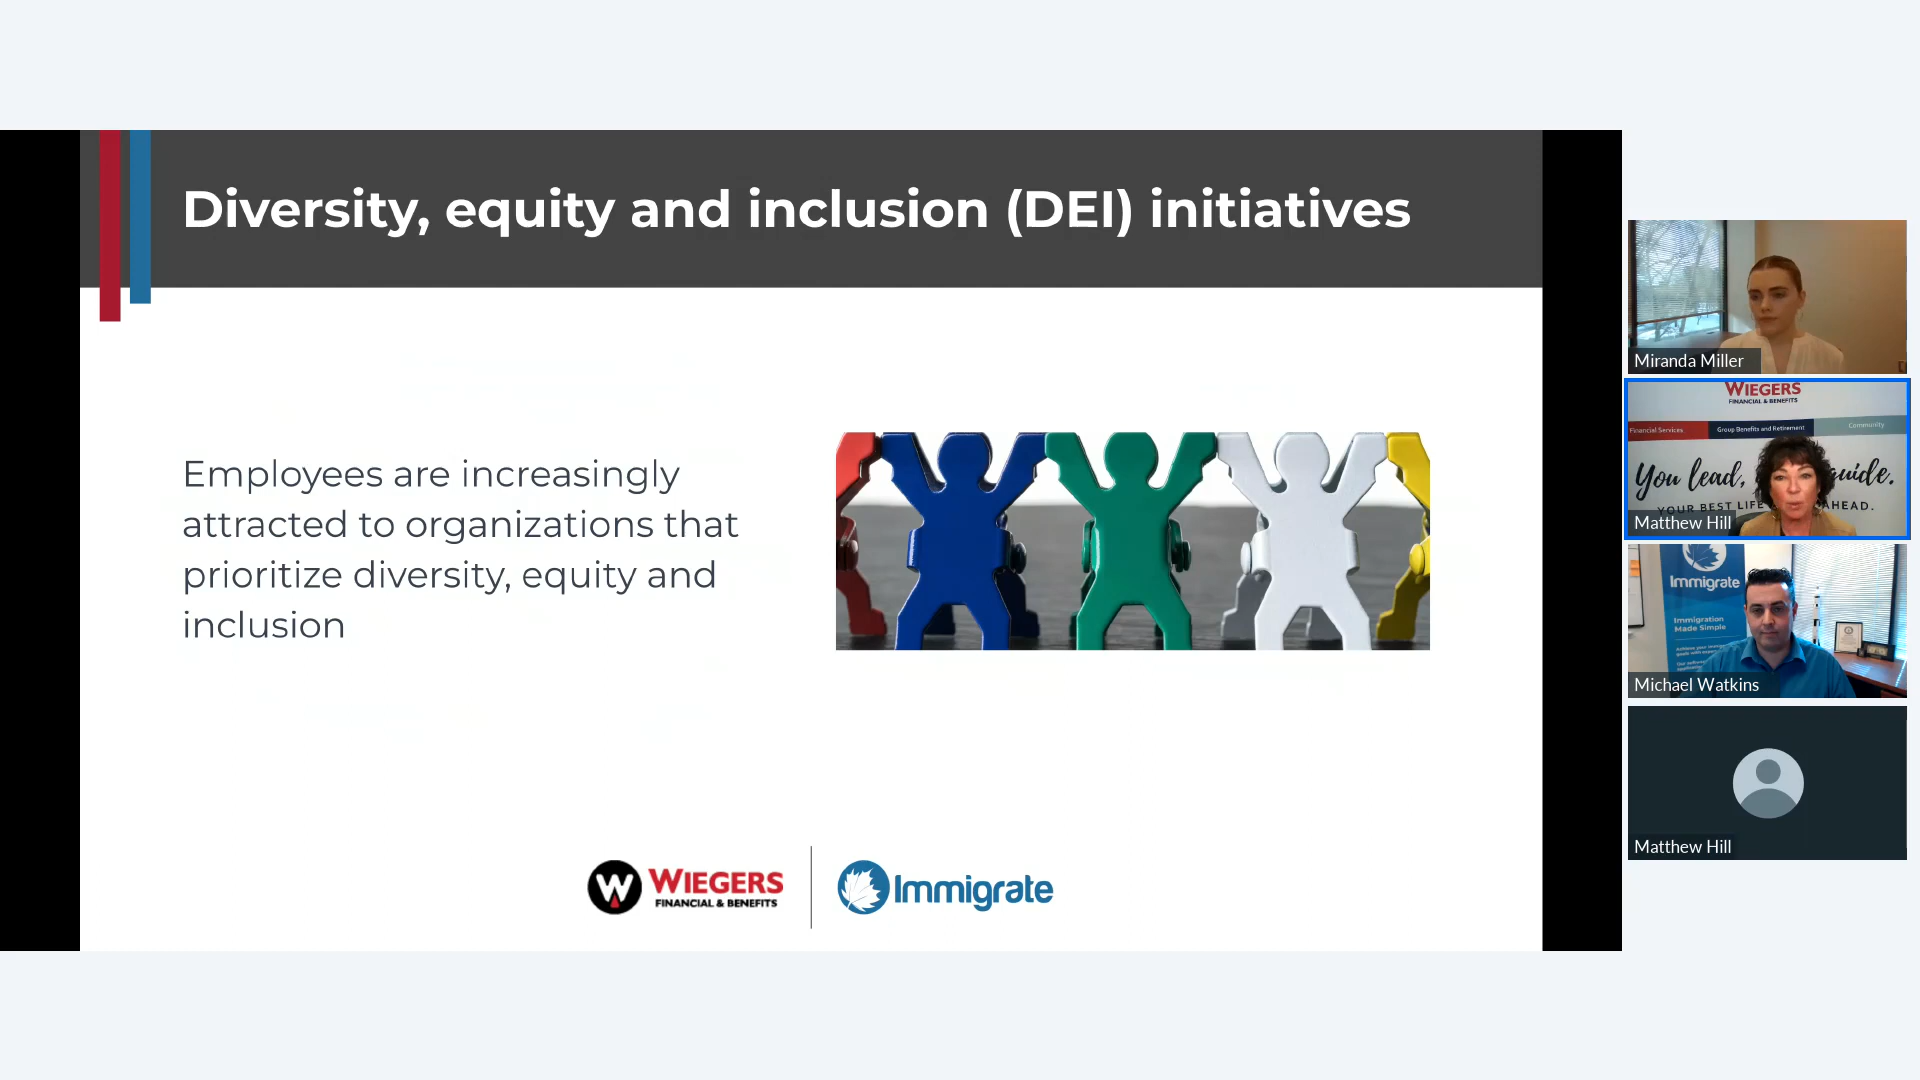 Diversity, equity and inclusion (DEI) initiatives
Employees are increasingly
attracted to organizations that
prioritize diversity, equity and
inclusion
W WIEGERS
FINANCIAL & BENEFITS
Immigrate
Miranda Miller
WIEGERS
FINANCIAL & BENEFITS
Financial Services
Group Benefits and Retirement
Community
You lead, guide.
YOUR BEST LIFE AHEAD.
Matthew Hill
Immigrate
Immigration
Made Simple
Michael Watkins
Matthew Hill